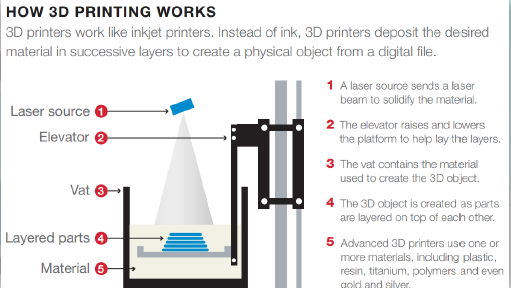 HOW 3D PRINTING WORKS
3D printers work like inkjet printers. Instead of ink, 3D printers deposit the desired
material in successive layers to create a physical object from a digital file.
Laser source 1
Elevator 2
Vat 3
Layered parts 4
Material 5
1 A laser source sends a laser
beam to solidify the material.
2 The elevator raises and lowers
the platform to help lay the layers.
3 The vat contains the material
used to create the 3D object.
4 The 3D object is created as parts
are layered on top of each other.
5 Advanced 3D printers use one or
more materials, including plastic,
resin, titanium, polymers and even
gold and silver.